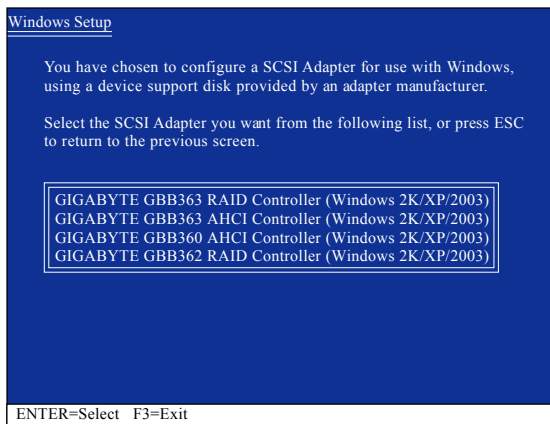 Windows Setup
You have chosen to configure a SCSI Adapter for use with Windows,
using a device support disk provided by an adapter manufacturer.
Select the SCSI Adapter you want from the following list, or press ESC
to return to the previous screen.
GIGABYTE GBB363 RAID Controller (Windows 2K/XP/2003)
GIGABYTE GBB363 AHCI Controller (Windows 2K/XP/2003)
GIGABYTE GBB360 AHCI Controller (Windows 2K/XP/2003)
GIGABYTE GBB362 RAID Controller (Windows 2K/XP/2003)
ENTER=Select F3=Exit